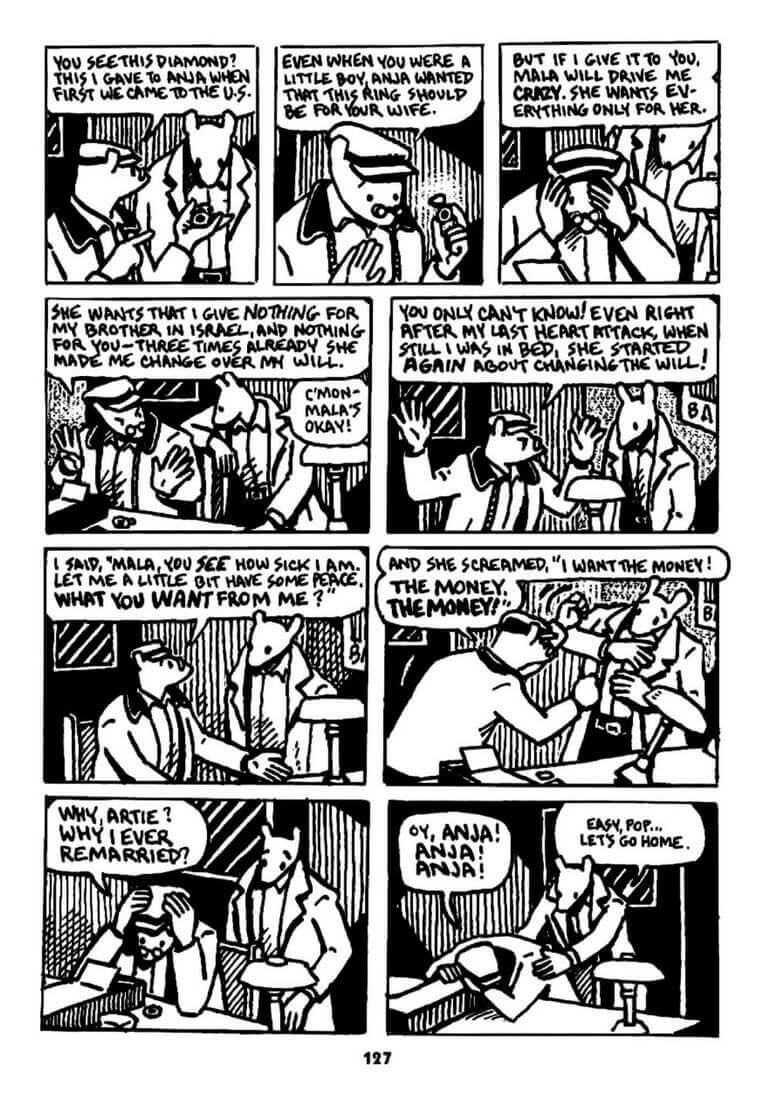 YOU SEE THIS DIAMOND?
THIS I GAVE TO ANJA WHEN
FIRST WE CAME TO THE U.S.
EVEN WHEN YOU WERE A
LITTLE BOY, ANJA WANTED
THAT THIS RING SHOULD
BE FOR YOUR WIFE.
BUT IF I GIVE IT TO YOU,
MALA WILL DRIVE ME
CRAZY. SHE WANTS EV-
ERYTHING ONLY FOR HER.
SHE WANTS THAT I GIVE NOTHING FOR
MY BROTHER IN ISRAEL, AND NOTHING
FOR YOU—THREE TIMES ALREADY SHE
MADE ME CHANGE OVER MY WILL.
C'MON-
MALA'S
OKAY!
YOU ONLY CAN'T KNOW! EVEN RIGHT
AFTER MY LAST HEART ATTACK, WHEN
STILL I WAS IN BED, SHE STARTED
AGAIN ABOUT CHANGING THE WILL!
BA
I SAID, "MALA, YOU SEE HOW SICK I AM.
LET ME A LITTLE BIT HAVE SOME PEACE.
WHAT YOU WANT FROM ME?"
BA
AND SHE SCREAMED, "I WANT THE MONEY!
THE MONEY.
THE MONEY!"
B
WHY, ARTIE?
WHY I EVER
REMARRIED?
OY, ANJA!
ANJA!
ANJA!
EASY, POP...
LET'S GO HOME.
127